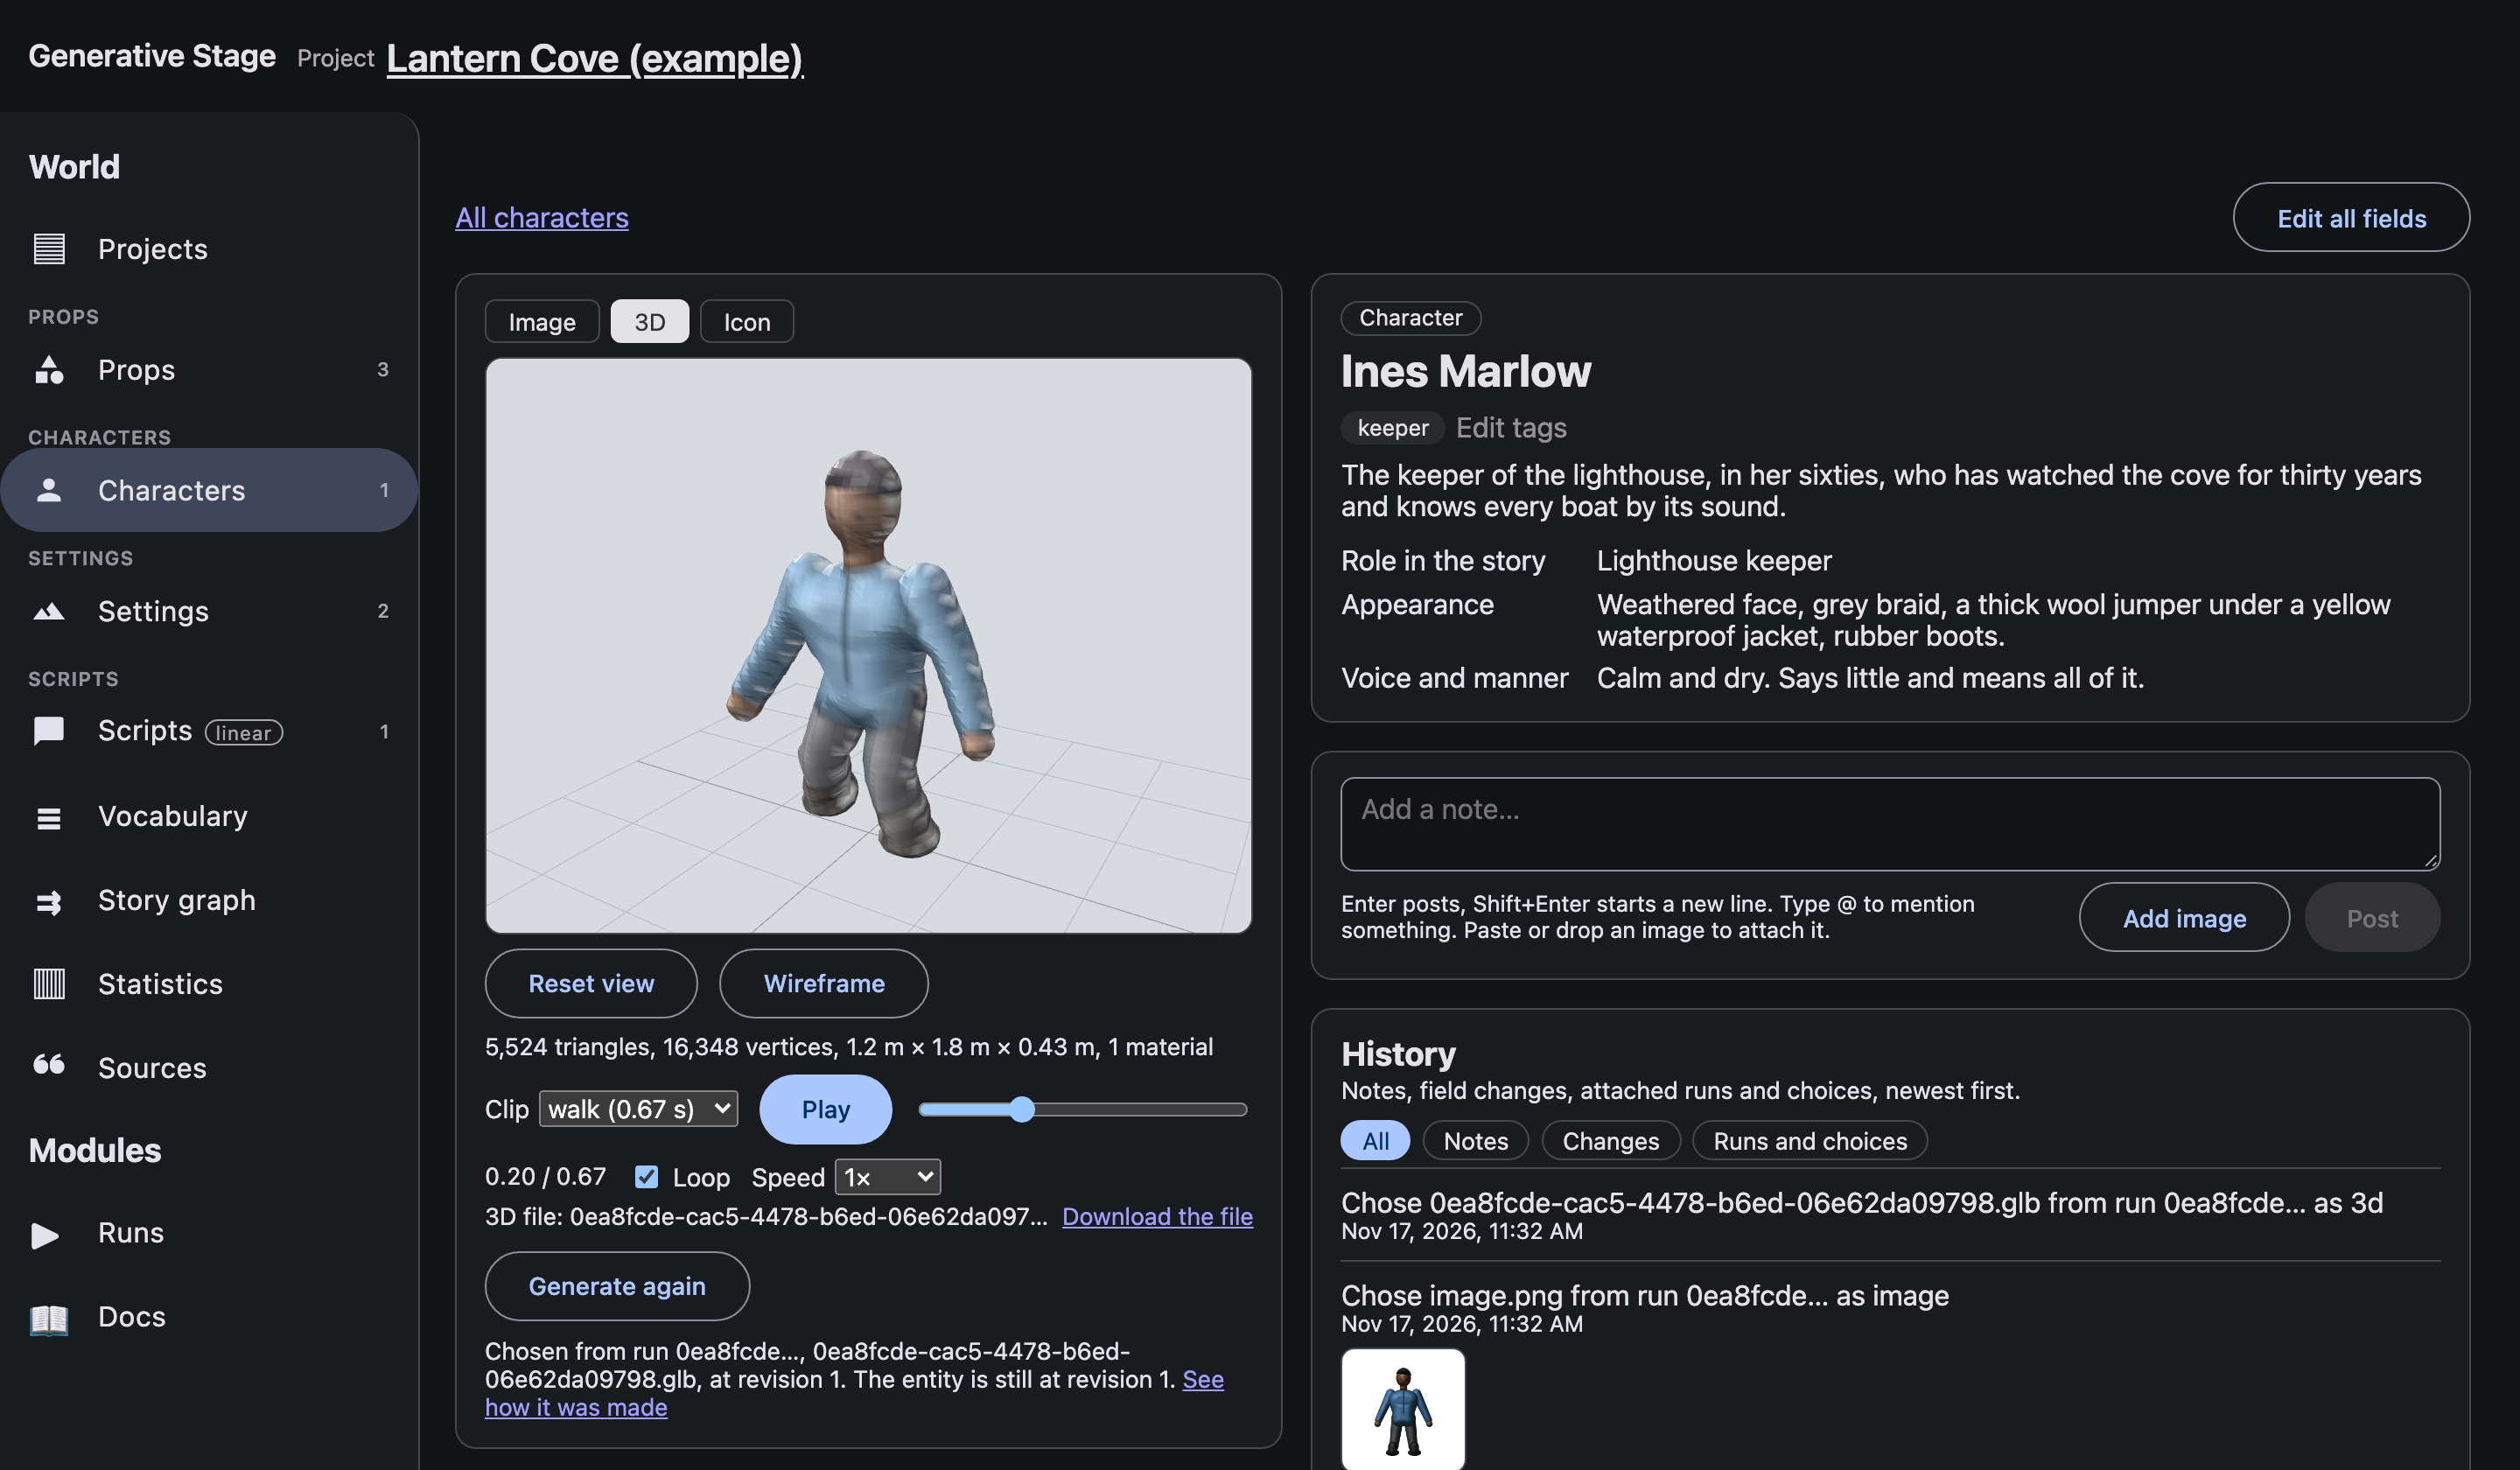 Generative Stage Project Lantern Cove (example)
World
Projects
PROPS
Props 3
CHARACTERS
Characters 1
SETTINGS
Settings 2
SCRIPTS
Scripts linear 1
Vocabulary
Story graph
Statistics
Sources
Modules
Runs
Docs
All characters
Edit all fields
Image 3D Icon
Reset view Wireframe
5,524 triangles, 16,348 vertices, 1.2 m × 1.8 m × 0.43 m, 1 material
Clip walk (0.67 s) Play
0.20 / 0.67 Loop Speed 1×
3D file: 0ea8fcde-cac5-4478-b6ed-06e62da097... Download the file
Generate again
Chosen from run 0ea8fcde..., 0ea8fcde-cac5-4478-b6ed-
06e62da09798.glb, at revision 1. The entity is still at revision 1. See
how it was made
Character
Ines Marlow
keeper Edit tags
The keeper of the lighthouse, in her sixties, who has watched the cove for thirty years
and knows every boat by its sound.
Role in the story Lighthouse keeper
Appearance Weathered face, grey braid, a thick wool jumper under a yellow
waterproof jacket, rubber boots.
Voice and manner Calm and dry. Says little and means all of it.
Add a note...
Enter posts, Shift+Enter starts a new line. Type @ to mention
something. Paste or drop an image to attach it.
Add image Post
History
Notes, field changes, attached runs and choices, newest first.
All Notes Changes Runs and choices
Chose 0ea8fcde-cac5-4478-b6ed-06e62da09798.glb from run 0ea8fcde... as 3d
Nov 17, 2026, 11:32 AM
Chose image.png from run 0ea8fcde... as image
Nov 17, 2026, 11:32 AM